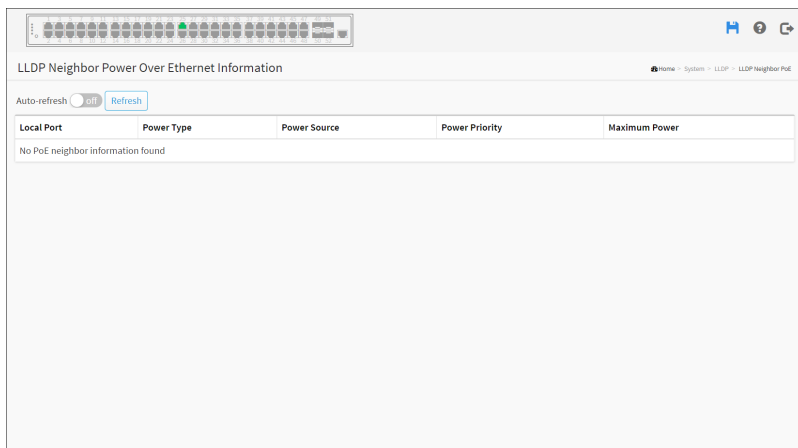 LLDP Neighbor Power Over Ethernet Information
Home > System > LLDP > LLDP Neighbor PoE
Auto-refresh off Refresh
Local Port Power Type Power Source Power Priority Maximum Power
No PoE neighbor information found